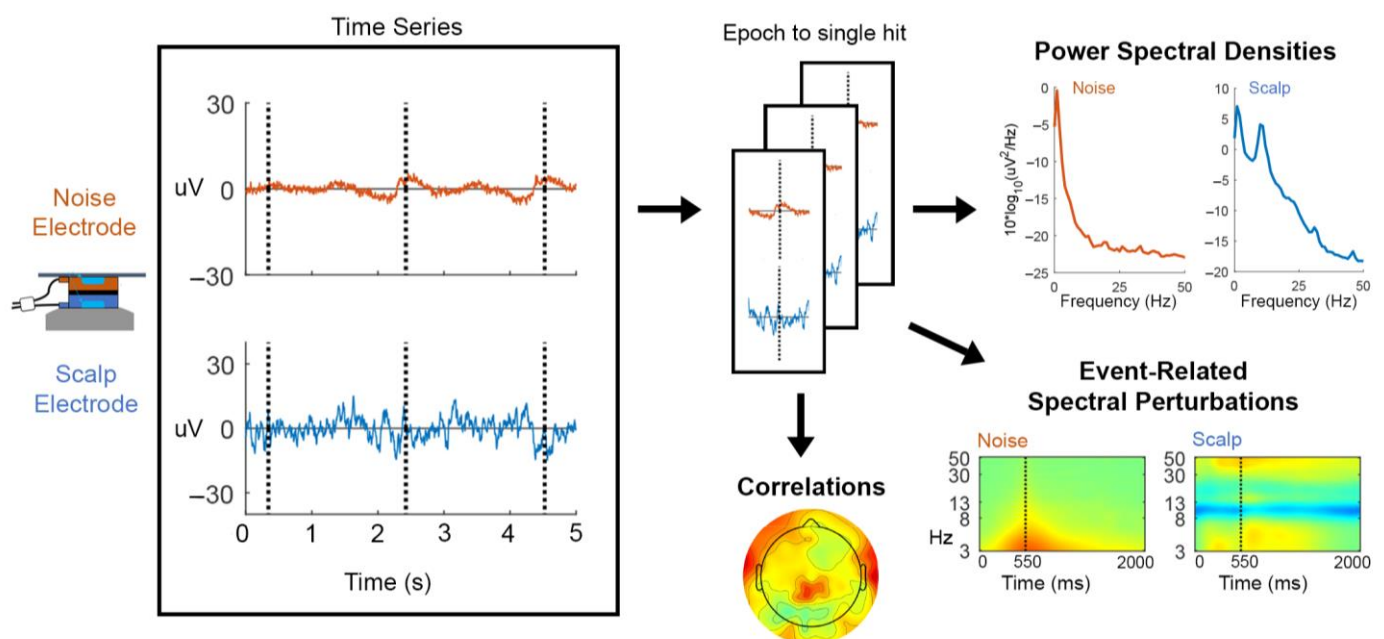 Time Series
Noise
Electrode
Scalp
Electrode
30
uV 0
–30
30
uV 0
–30
0 1 2 3 4 5
Time (s)
Epoch to single hit
Power Spectral Densities
Noise
0
–5
–10
–15
–20
–25
10*log10(uV2/Hz)
0 25 50
Frequency (Hz)
Scalp
10
5
0
–5
–10
–15
–20
0 25 50
Frequency (Hz)
Correlations
Event-Related
Spectral Perturbations
Noise
50
30
13
8
Hz 3
0 550 2000
Time (ms)
Scalp
50
30
13
8
3
0 550 2000
Time (ms)